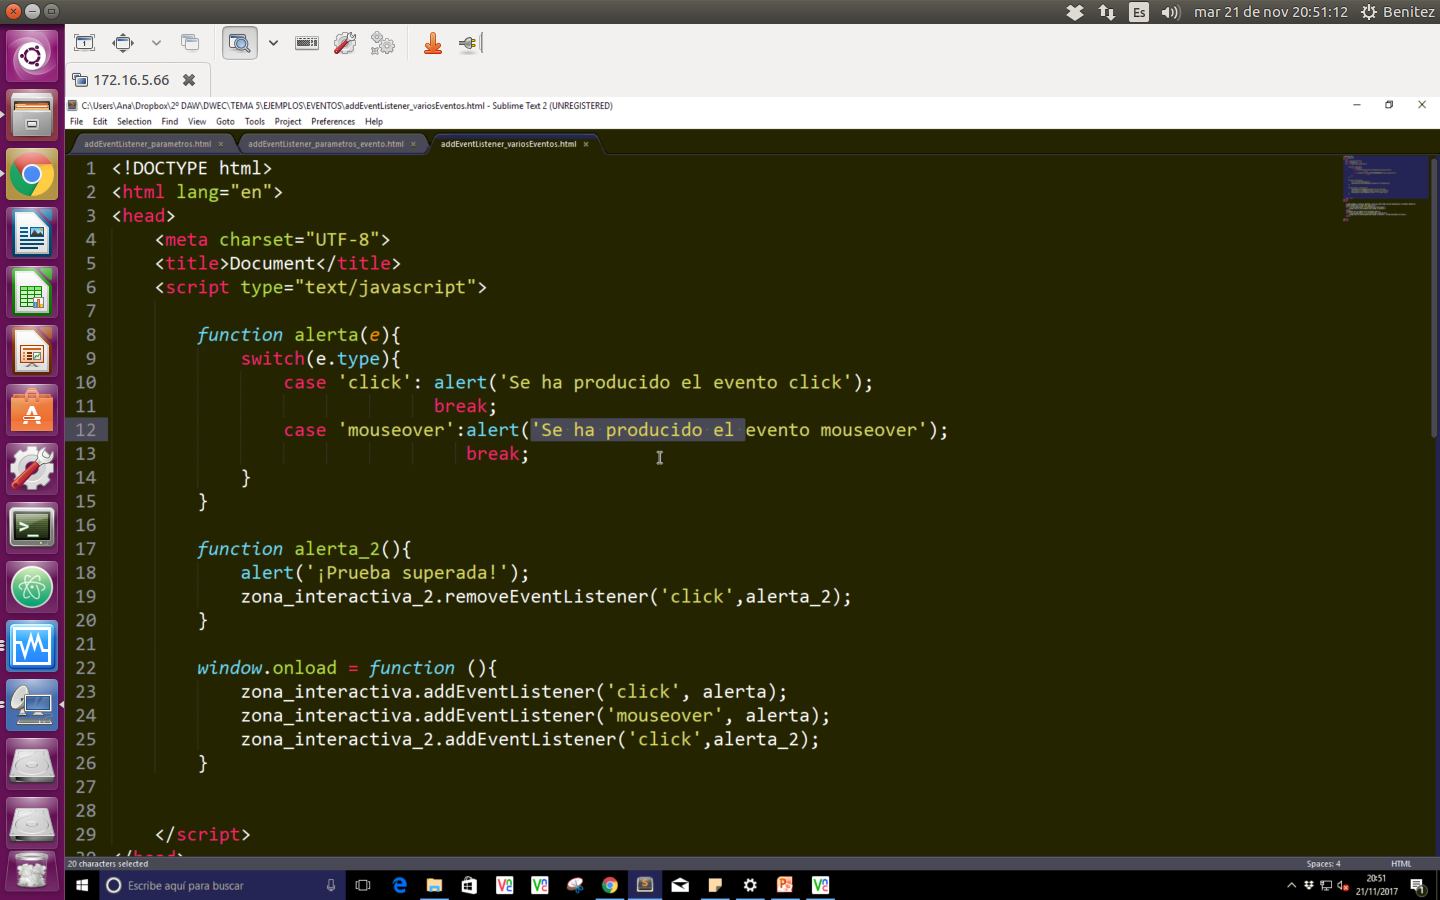 Es
mar 21 de nov 20:51:12
Benitez
172.16.5.66
C:\Users\Ana\Dropbox\2º DAW\DWEC\TEMA 5\EJEMPLOS\EVENTOS\addEventListener_variosEventos.html - Sublime Text 2 (UNREGISTERED)
File Edit Selection Find View Goto Tools Project Preferences Help
addEventListener_parametros.html addEventListener_parametros_evento.html addEventListener_variosEventos.html
1 <!DOCTYPE html>
2 <html lang="en">
3 <head>
4 <meta charset="UTF-8">
5 <title>Document</title>
6 <script type="text/javascript">
7
8 function alerta(e){
9 switch(e.type){
10 case 'click': alert('Se ha producido el evento click');
11 break;
12 case 'mouseover':alert('Se ha producido el evento mouseover');
13 break;
14 }
15 }
16
17 function alerta_2(){
18 alert('¡Prueba superada!');
19 zona_interactiva_2.removeEventListener('click',alerta_2);
20 }
21
22 window.onload = function (){
23 zona_interactiva.addEventListener('click', alerta);
24 zona_interactiva.addEventListener('mouseover', alerta);
25 zona_interactiva_2.addEventListener('click',alerta_2);
26 }
27
28
29 </script>
30 </head>
20 characters selected
Spaces: 4
HTML
Escribe aquí para buscar
20:51
21/11/2017
1